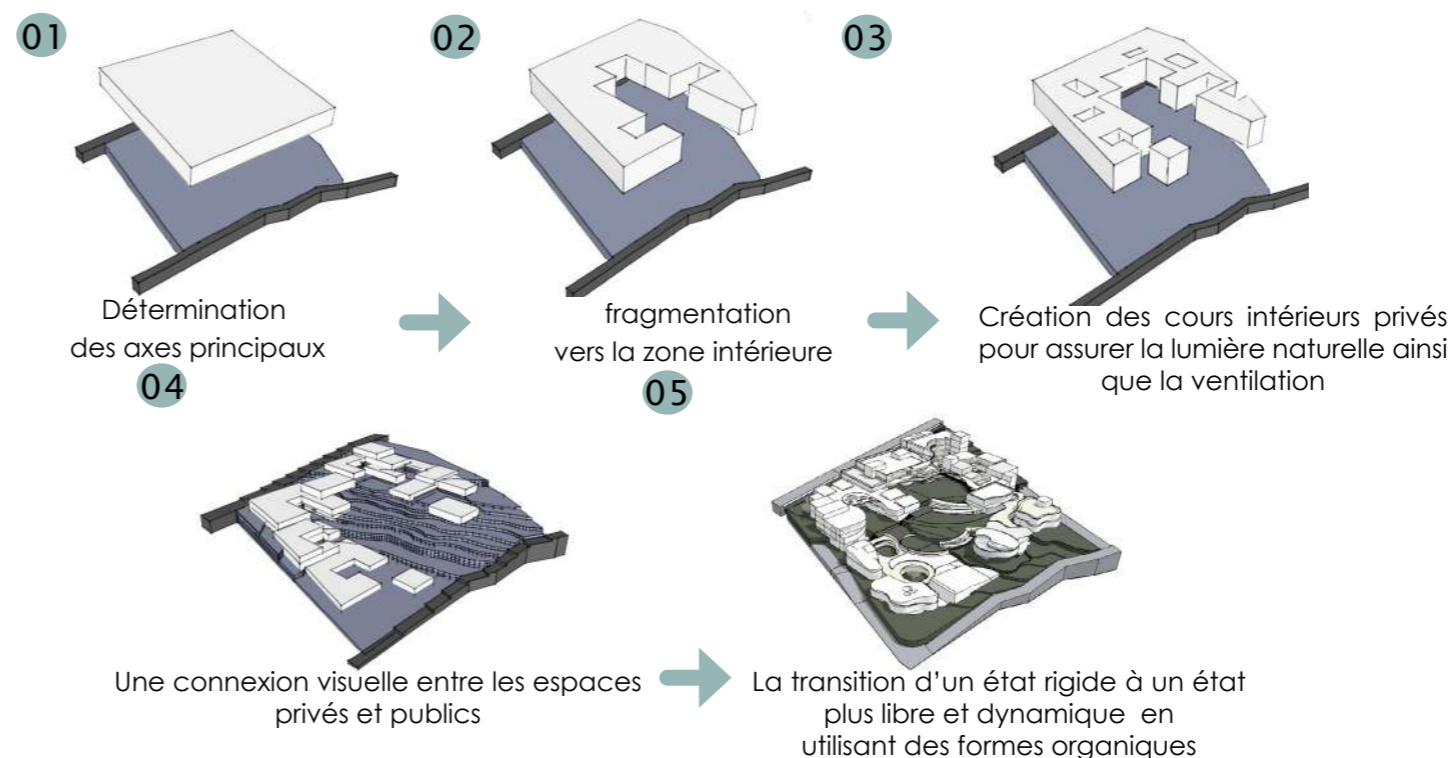 01
02
03
Détermination
des axes principaux
fragmentation
vers la zone intérieure
Création des cours intérieurs privés
pour assurer la lumière naturelle ainsi
que la ventilation
04
05
Une connexion visuelle entre les espaces
privés et publics
La transition d’un état rigide à un état
plus libre et dynamique en
utilisant des formes organiques